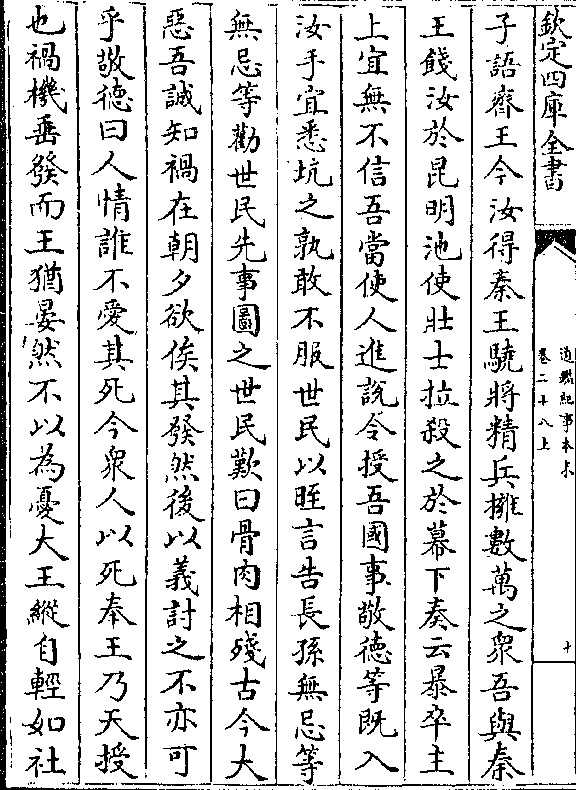 欽定四庫全書
通鑑紀事本末
卷二十八上
十
子語齊王今汝得秦王驍將精兵擁數萬之衆吾與秦
王餞汝於昆明池使壯士拉殺之於幕下奏云暴卒主
上宜無不信吾當使人進說令授吾國事敬德等既入
汝手宜悉坑之孰敢不服世民以晊言告長孫無忌等
無忌等勸世民先事圖之世民歎曰骨肉相殘古今大
惡吾誠知禍在朝夕欲俟其發然後以義討之不亦可
乎敬德曰人情誰不愛其死今衆人以死奉王乃天授
也禍機垂發而王猶晏然不以為憂大王縱自輕如社